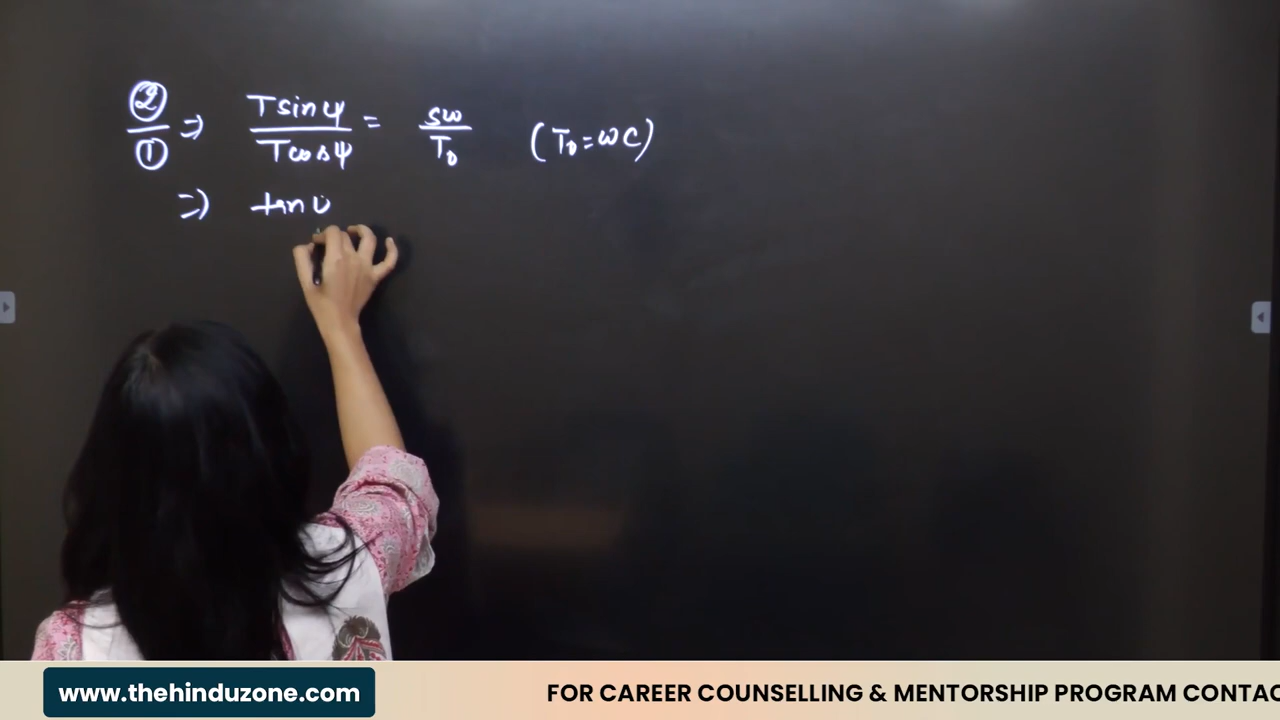 ②/① ⇒ T sin ψ / T cos ψ = sω / T₀ (T₀ = ωc)
⇒ tan
www.thehinduzone.com
FOR CAREER COUNSELLING & MENTORSHIP PROGRAM CONTAC